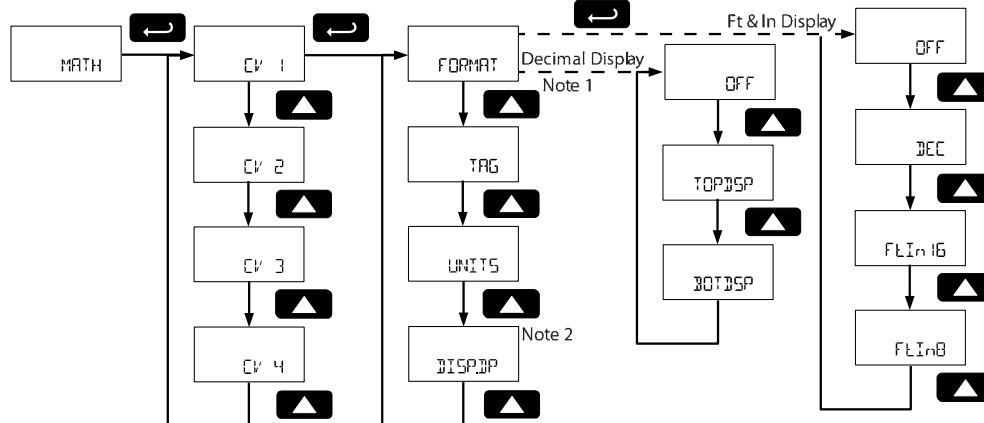 MATH
CV 1
CV 2
CV 3
CV 4
FORMAT
TAG
UNITS
Note 2
DISP.DP
Ft & In Display
Decimal Display
Note 1
OFF
TOPDSP
BOTDSP
OFF
DEC
FtIn16
FtIn8